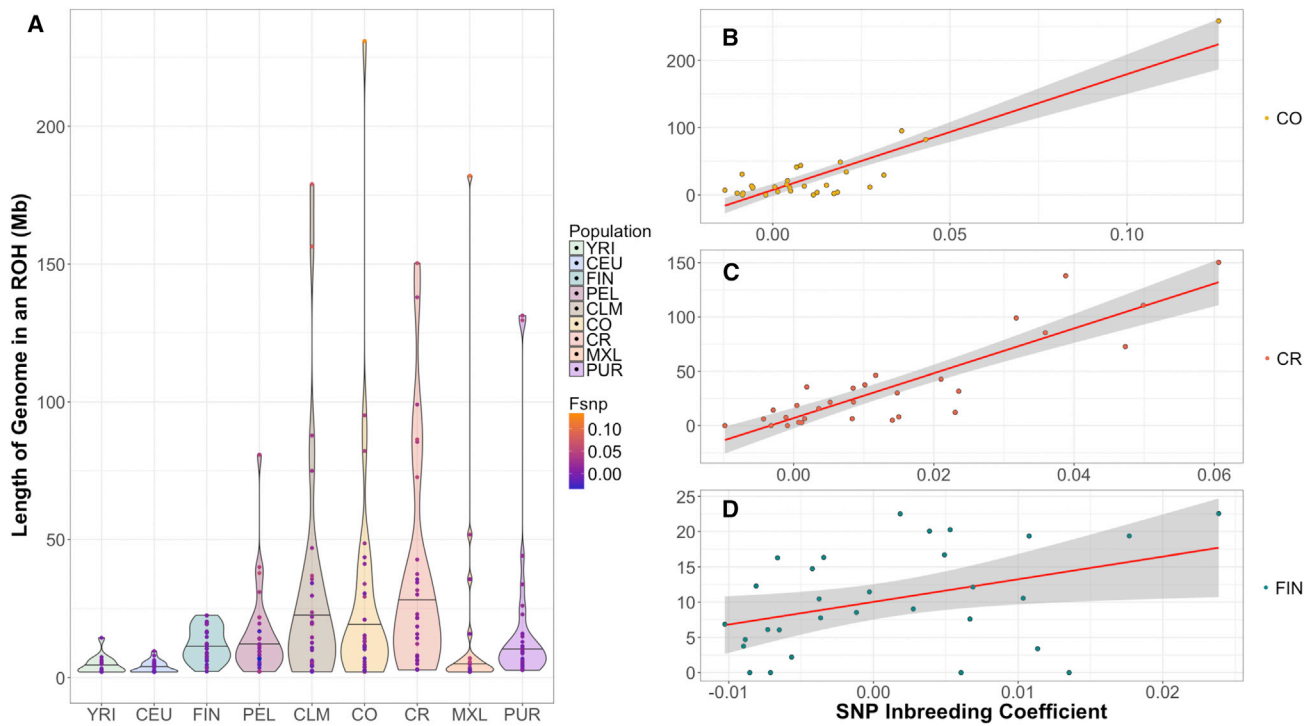 A
Length of Genome in an ROH (Mb)
200
150
100
50
0
YRI CEU FIN PEL CLM CO CR MXL PUR
Population
YRI
CEU
FIN
PEL
CLM
CO
CR
MXL
PUR
Fsnp
0.10
0.05
0.00
B
200
100
0
0.00 0.05 0.10
CO
C
150
100
50
0
0.00 0.02 0.04 0.06
CR
D
25
20
15
10
5
0
-0.01 0.00 0.01 0.02
FIN
SNP Inbreeding Coefficient